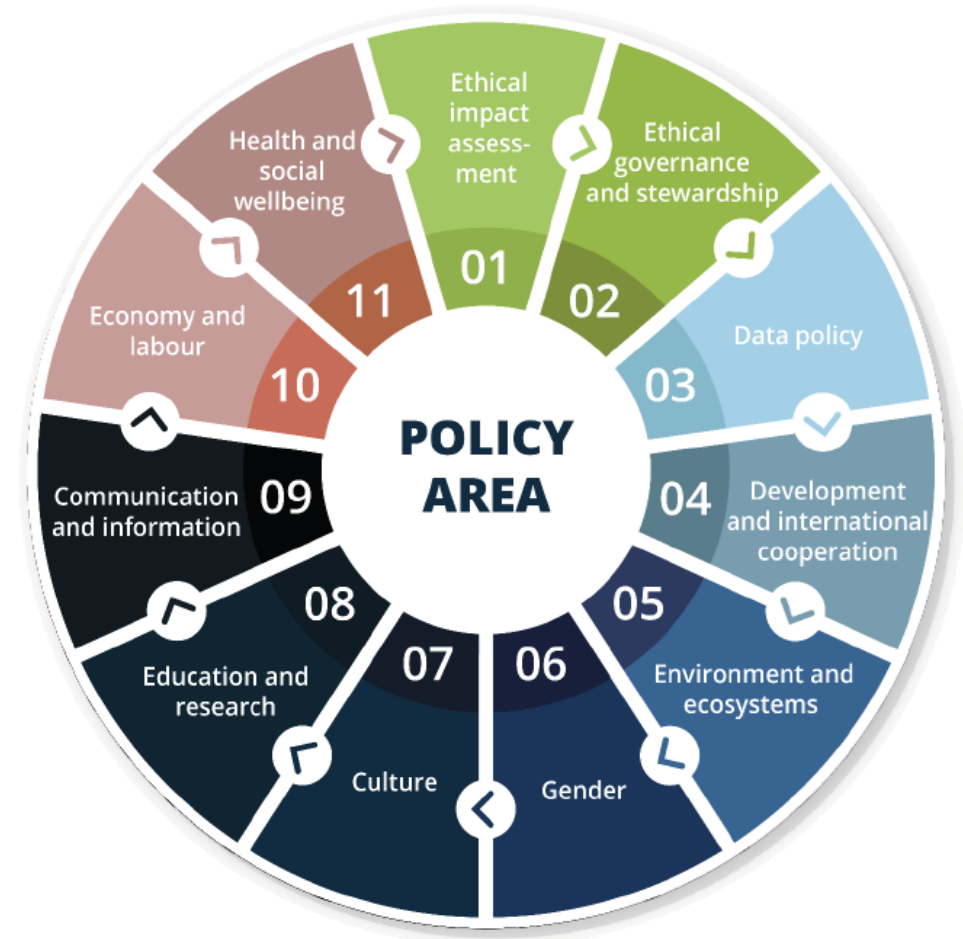 POLICY
AREA
01
Ethical
impact
assess-
ment
02
Ethical
governance
and stewardship
03
Data policy
04
Development
and international
cooperation
05
Environment and
ecosystems
06
Gender
07
Culture
08
Education and
research
09
Communication
and information
10
Economy and
labour
11
Health and
social
wellbeing